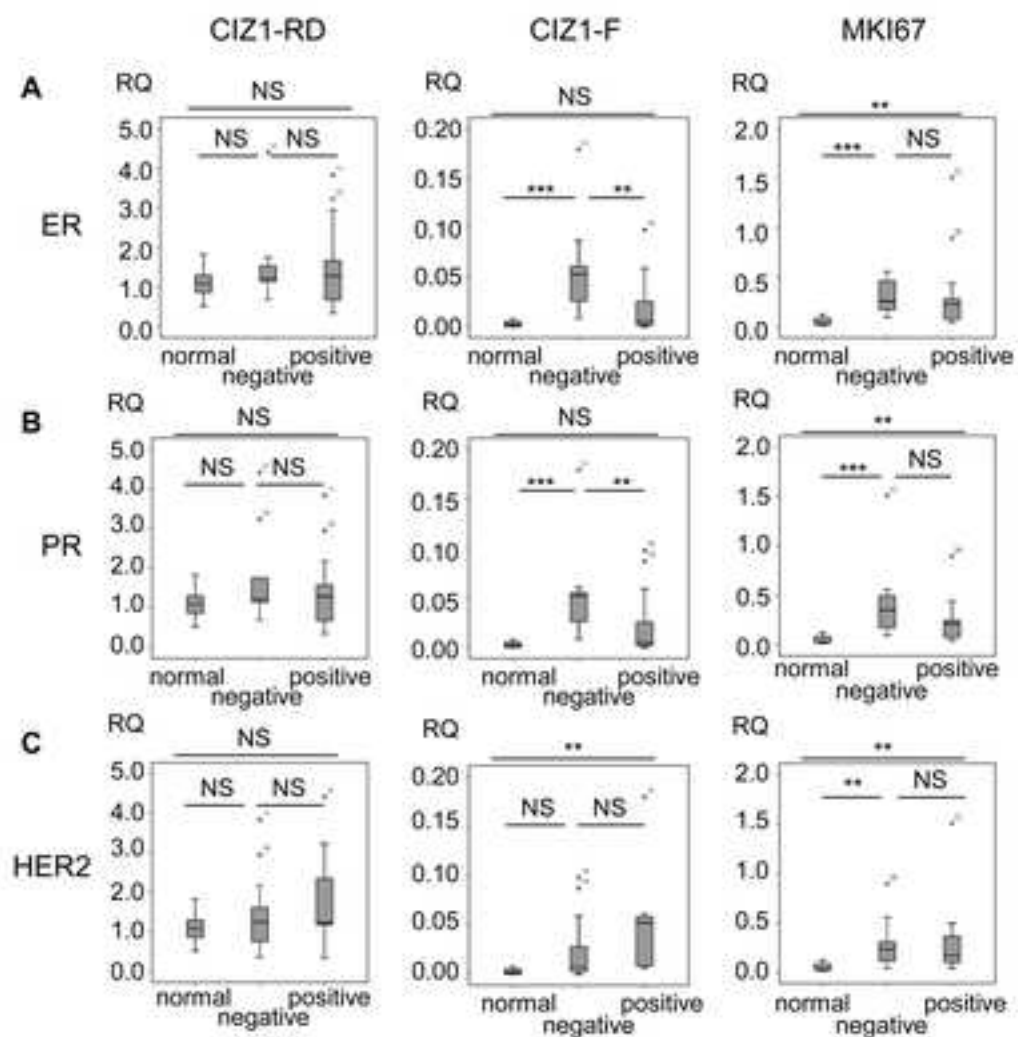 CIZ1-RD CIZ1-F MKI67
A RQ NS RQ NS RQ **
5.0 NS NS 0.20 2.0 *** NS
4.0 0.15 *** ** 1.5
ER 3.0 0.10 1.0
2.0 0.05 0.5
1.0
0.0 0.00 0.0
normal positive normal positive normal positive
negative negative negative
B RQ NS RQ NS RQ **
5.0 NS NS 0.20 *** ** 2.0 *** NS
4.0 0.15 1.5
PR 3.0 0.10 1.0
2.0 0.05 0.5
1.0
0.0 0.00 0.0
normal positive normal positive normal positive
negative negative negative
C RQ NS RQ ** RQ **
5.0 NS NS 0.20 NS NS 2.0 ** NS
4.0 0.15 1.5
HER2 3.0 0.10 1.0
2.0 0.05 0.5
1.0
0.0 0.00 0.0
normal positive normal positive normal positive
negative negative negative